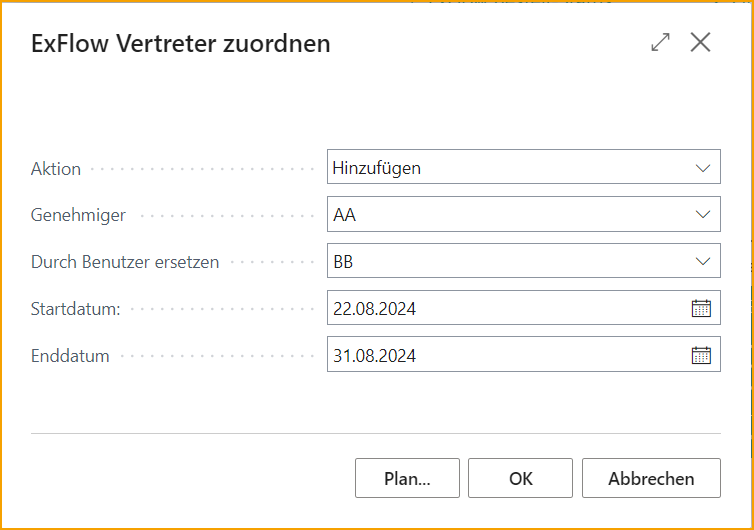 ExFlow Vertreter zuordnen
Aktion Hinzufügen
Genehmiger AA
Durch Benutzer ersetzen BB
Startdatum: 22.08.2024
Enddatum 31.08.2024
Plan... OK Abbrechen